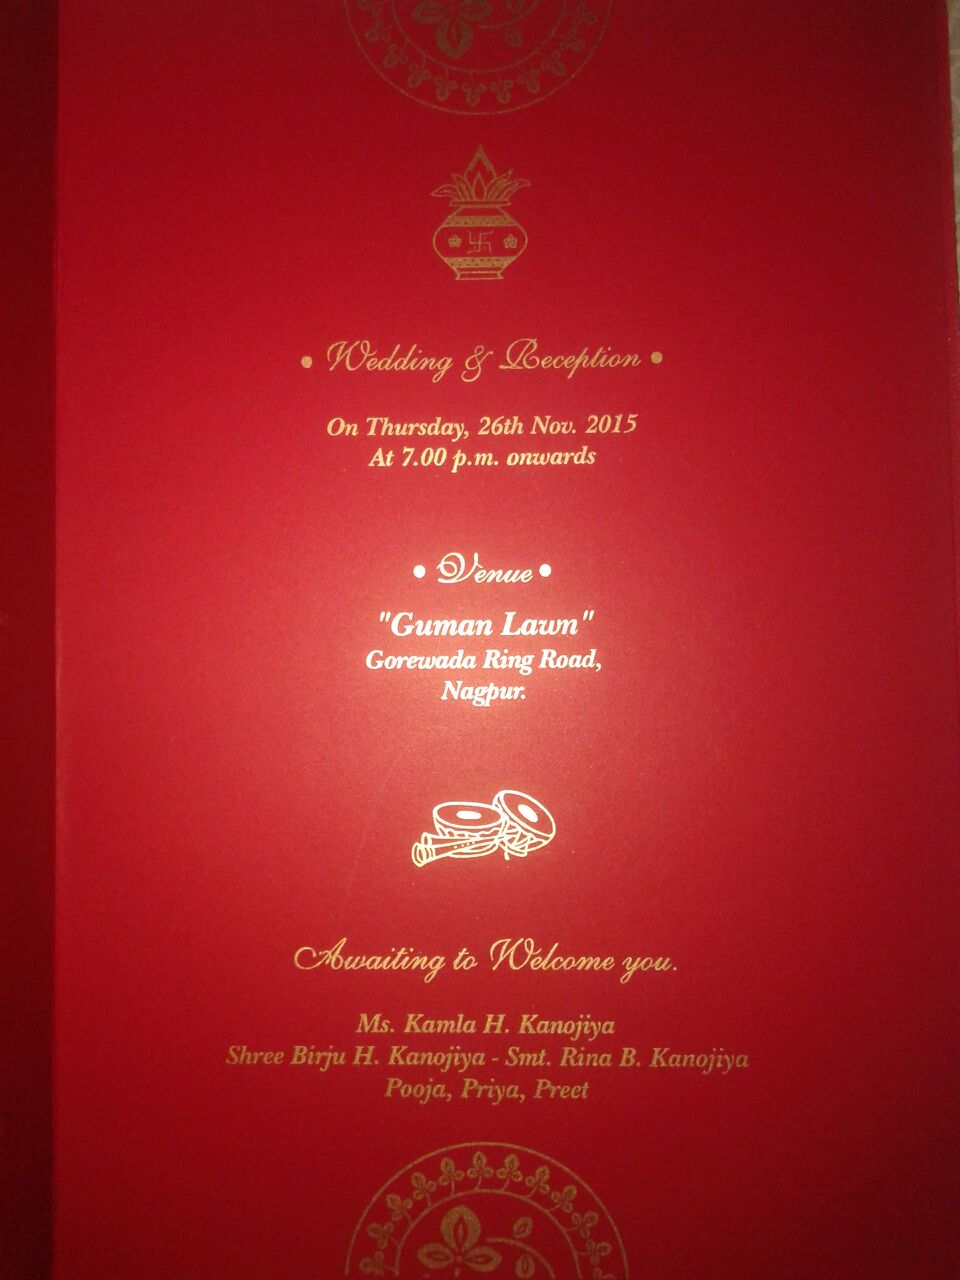 • Wedding & Reception •
On Thursday, 26th Nov. 2015
At 7.00 p.m. onwards
• Venue •
"Guman Lawn"
Gorewada Ring Road,
Nagpur.
Awaiting to Welcome you.
Ms. Kamla H. Kanojiya
Shree Birju H. Kanojiya - Smt. Rina B. Kanojiya
Pooja, Priya, Preet